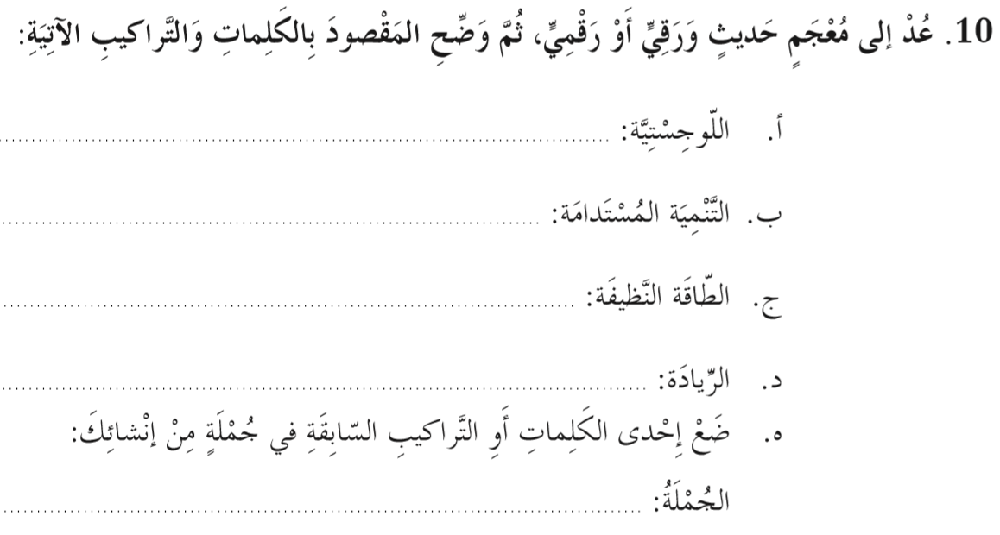 10. عُدْ إلى مُعْجَمٍ حَديثٍ وَرَقِيٍّ أَوْ رَقْمِيٍّ، ثُمَّ وَضِّحِ المَقْصودَ بِالكَلِماتِ وَالتَّراكيبِ الآتِيَةِ:
أ. اللّوجِسْتِيَّة: ........................................
ب. التَّنْمِيَة المُسْتَدامَة: ........................................
ج. الطّاقَة النَّظيفَة: ........................................
د. الرِّيادَة: ........................................
ه. ضَعْ إِحْدى الكَلِماتِ أَوِ التَّراكيبِ السّابِقَةِ في جُمْلَةٍ مِنْ إِنْشائِكَ:
الجُمْلَةُ: ........................................